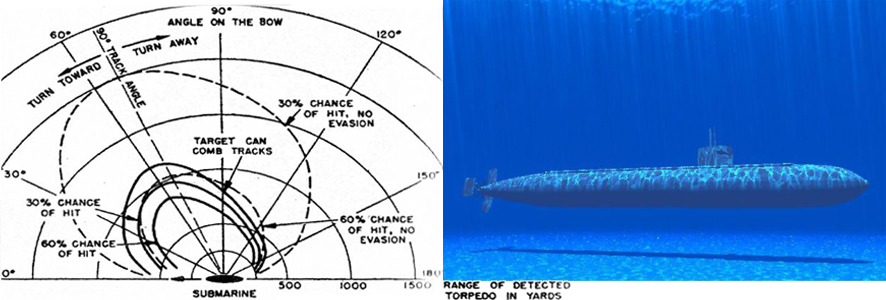 90°
ANGLE ON THE BOW
60°
120°
90° TRACK ANGLE
TURN AWAY
TURN TOWARD
30% CHANCE
OF HIT, NO
EVASION
TARGET CAN
COMB TRACKS
30°
150°
30% CHANCE
OF HIT
60% CHANCE
OF HIT, NO
EVASION
60% CHANCE
OF HIT
0°
180°
500
1000
1500
SUBMARINE
RANGE OF DETECTED
TORPEDO IN YARDS